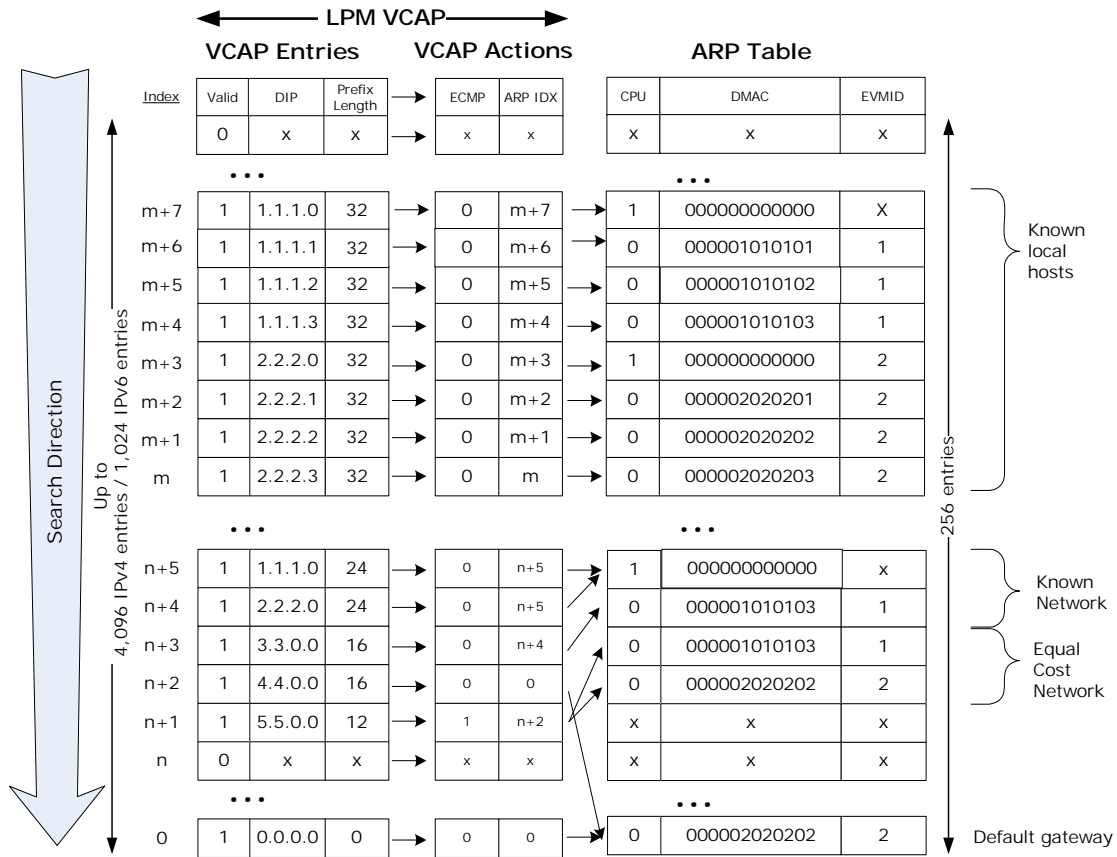 LPM VCAP
VCAP Entries VCAP Actions ARP Table
Index Valid DIP Prefix Length ECMP ARP IDX CPU DMAC EVMID
0 x x x x x x x
... ...
m+7 1 1.1.1.0 32 0 m+7 1 000000000000 X
m+6 1 1.1.1.1 32 0 m+6 0 000001010101 1
m+5 1 1.1.1.2 32 0 m+5 0 000001010102 1
m+4 1 1.1.1.3 32 0 m+4 0 000001010103 1
m+3 1 2.2.2.0 32 0 m+3 1 000000000000 2
m+2 1 2.2.2.1 32 0 m+2 0 000002020201 2
m+1 1 2.2.2.2 32 0 m+1 0 000002020202 2
m 1 2.2.2.3 32 0 m 0 000002020203 2
... ...
n+5 1 1.1.1.0 24 0 n+5 1 000000000000 x
n+4 1 2.2.2.0 24 0 n+5 0 000001010103 1
n+3 1 3.3.0.0 16 0 n+4 0 000001010103 1
n+2 1 4.4.0.0 16 0 0 0 000002020202 2
n+1 1 5.5.0.0 12 1 n+2 x x x
n 0 x x x x x x x
... ...
0 1 0.0.0.0 0 0 0 0 000002020202 2 Default gateway
Search Direction
Up to
4,096 IPv4 entries / 1,024 IPv6 entries
256 entries
Known
local
hosts
Known
Network
Equal
Cost
Network